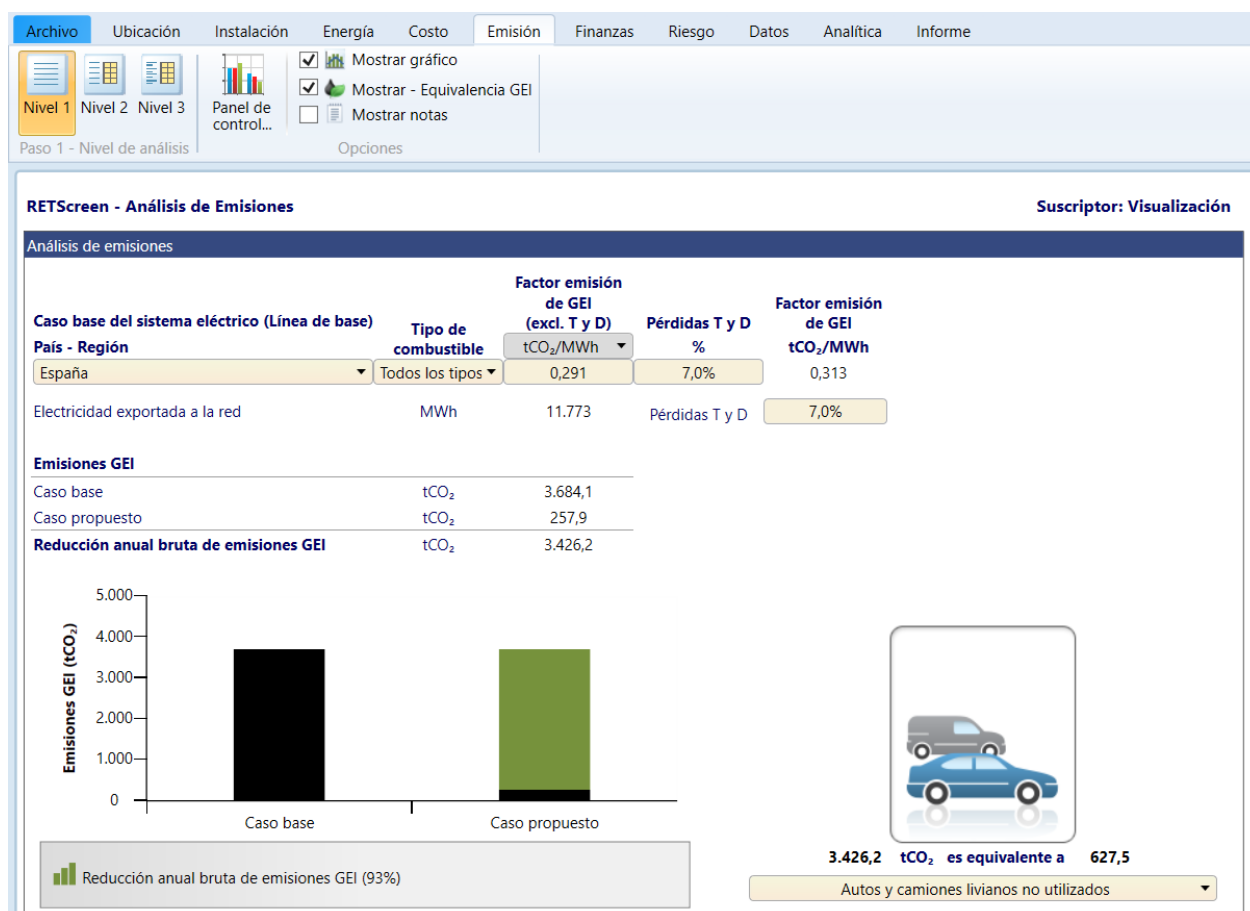 Archivo Ubicación Instalación Energía Costo Emisión Finanzas Riesgo Datos Analítica Informe
Mostrar gráfico
Mostrar - Equivalencia GEI
Mostrar notas
Nivel 1 Nivel 2 Nivel 3
Panel de
control...
Paso 1 - Nivel de análisis
Opciones
RETScreen - Análisis de Emisiones
Suscriptor: Visualización
Análisis de emisiones
Caso base del sistema eléctrico (Línea de base)
País - Región
Tipo de
combustible
Factor emisión
de GEI
(excl. T y D)
tCO₂/MWh
Pérdidas T y D
%
Factor emisión
de GEI
tCO₂/MWh
España Todos los tipos 0,291 7,0% 0,313
Electricidad exportada a la red MWh 11.773 Pérdidas T y D 7,0%
Emisiones GEI
Caso base tCO₂ 3.684,1
Caso propuesto tCO₂ 257,9
Reducción anual bruta de emisiones GEI tCO₂ 3.426,2
Emisiones GEI (tCO₂)
5.000
4.000
3.000
2.000
1.000
0
Caso base Caso propuesto
Reducción anual bruta de emisiones GEI (93%)
3.426,2 tCO₂ es equivalente a 627,5
Autos y camiones livianos no utilizados